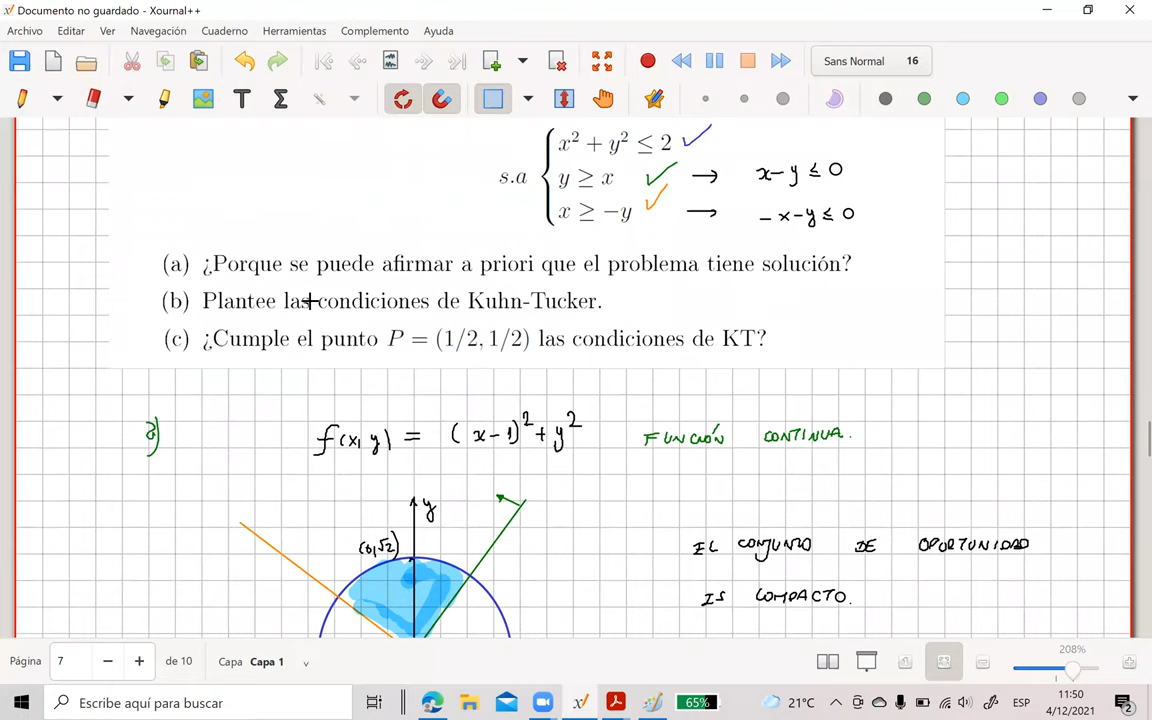 Documento no guardado - Xournal++
Archivo Editar Ver Navegación Cuaderno Herramientas Complemento Ayuda
Sans Normal 16
x² + y² ≤ 2
s.a y ≥ x → x-y ≤ 0
x ≥ −y → -x-y ≤ 0
(a) ¿Porque se puede afirmar a priori que el problema tiene solución?
(b) Plantee las condiciones de Kuhn-Tucker.
(c) ¿Cumple el punto P = (1/2, 1/2) las condiciones de KT?
a) f(x,y) = (x-1)² + y² FUNCIÓN CONTINUA.
y
(0,√2)
EL CONJUNTO DE OPORTUNIDAD
ES COMPACTO.
Página 7 de 10 Capa Capa 1 208%
Escribe aquí para buscar 65% 21°C ESP 11:50
4/12/2021 2